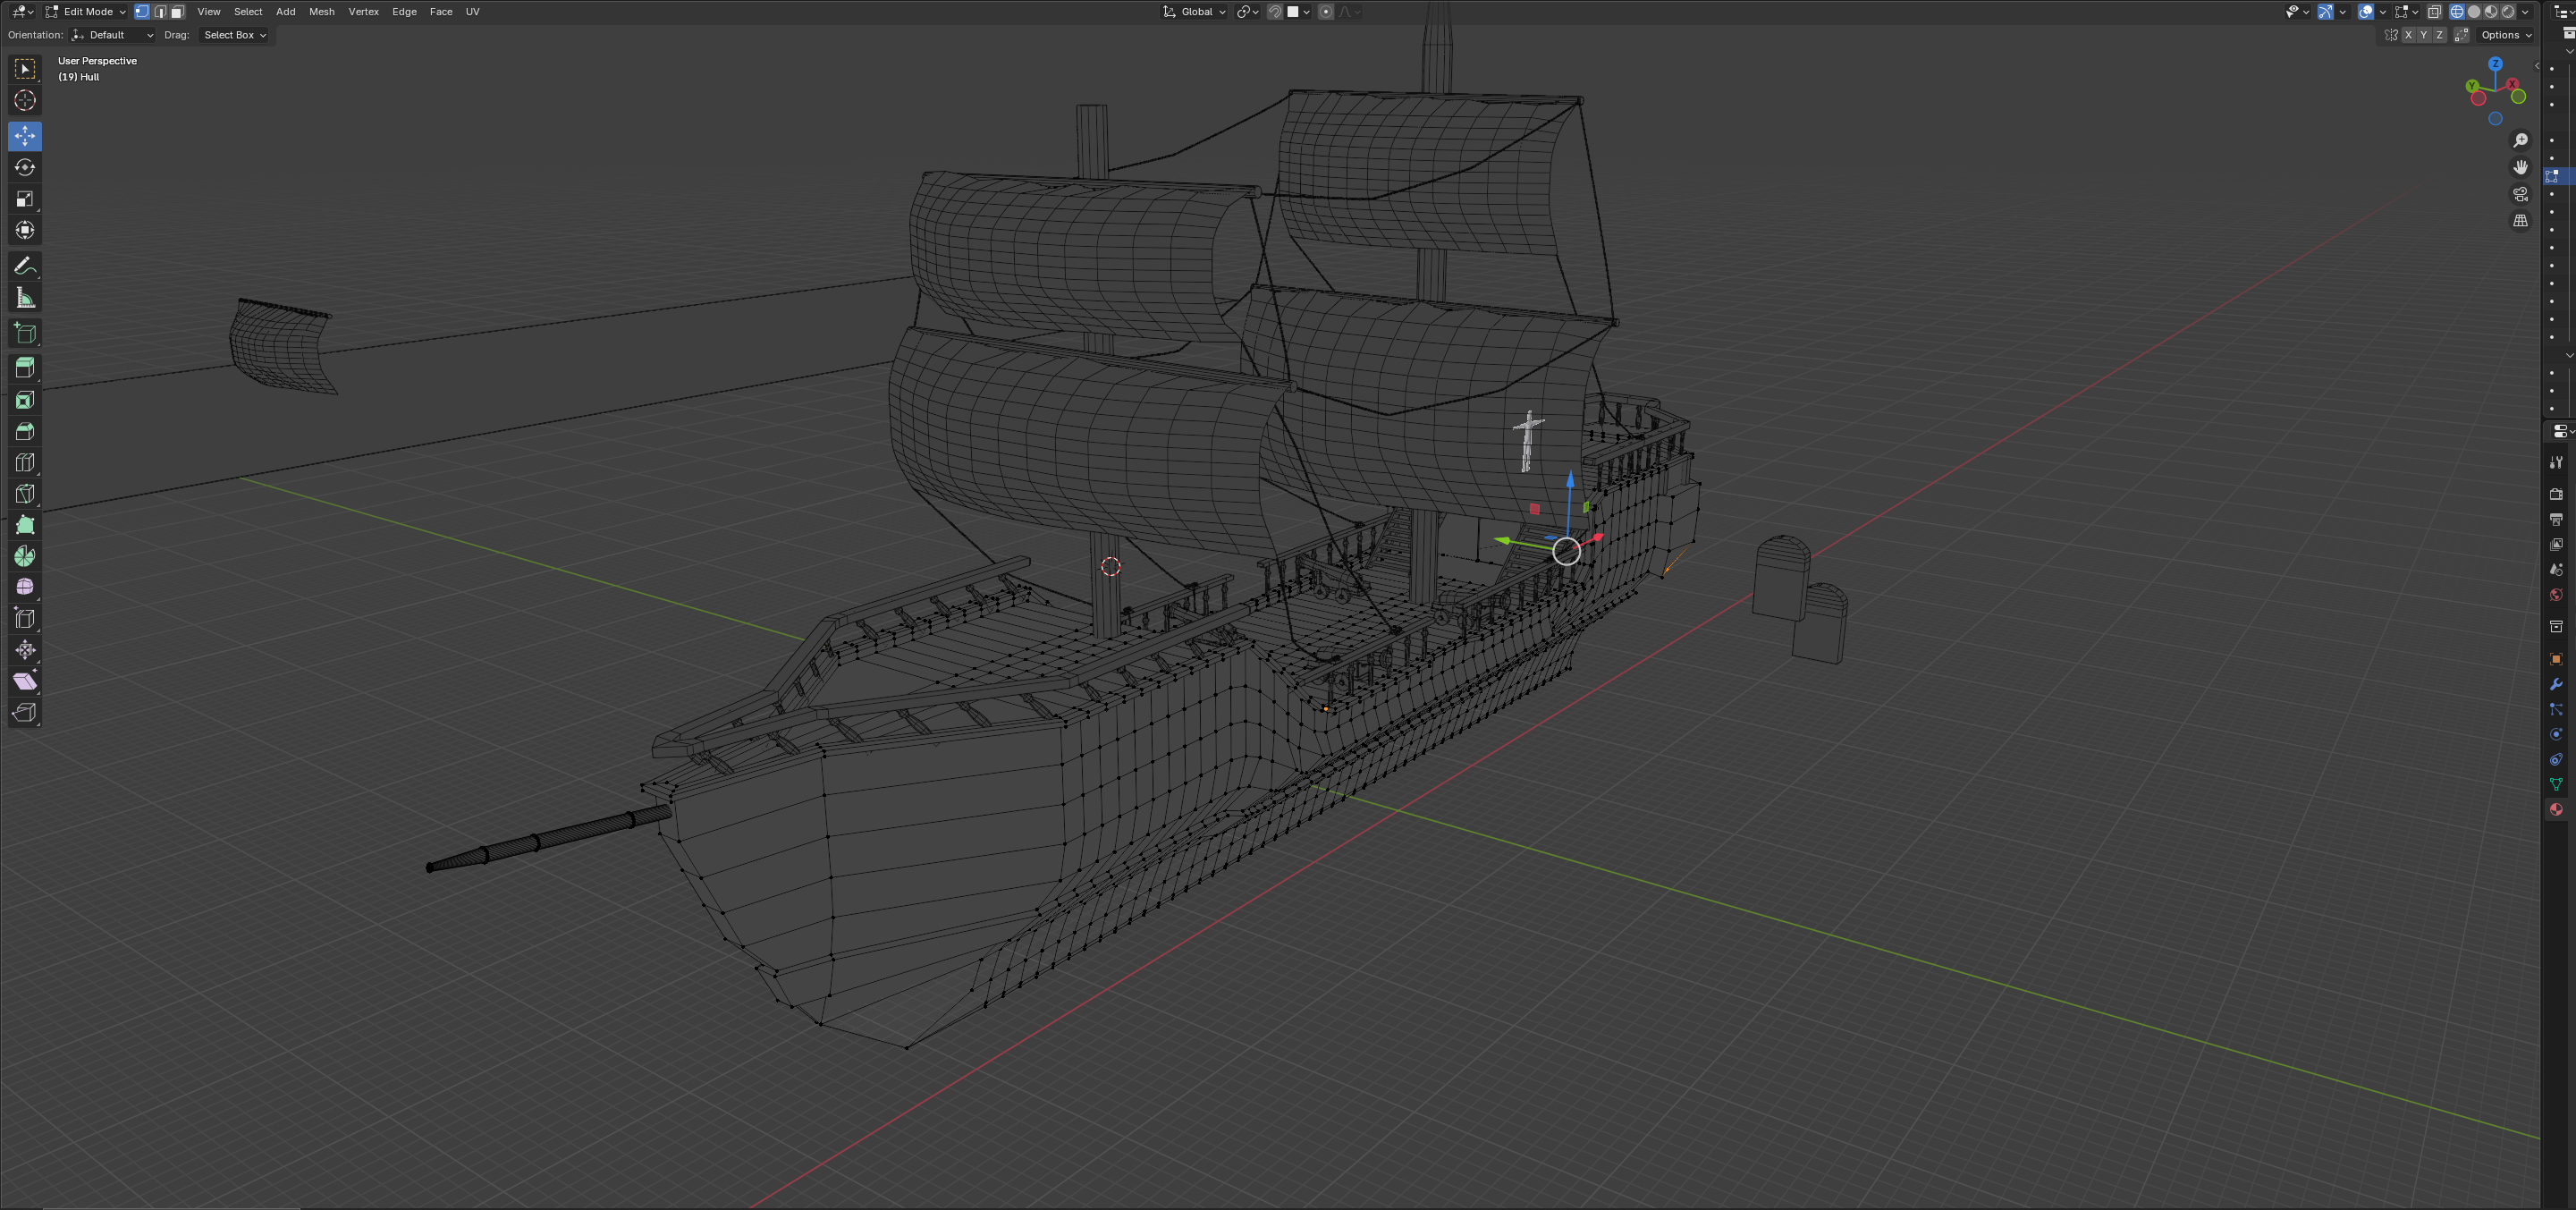 Edit Mode View Select Add Mesh Vertex Edge Face UV Global
Orientation: Default Drag: Select Box X Y Z Options
User Perspective
(19) Hull
Z
Y X